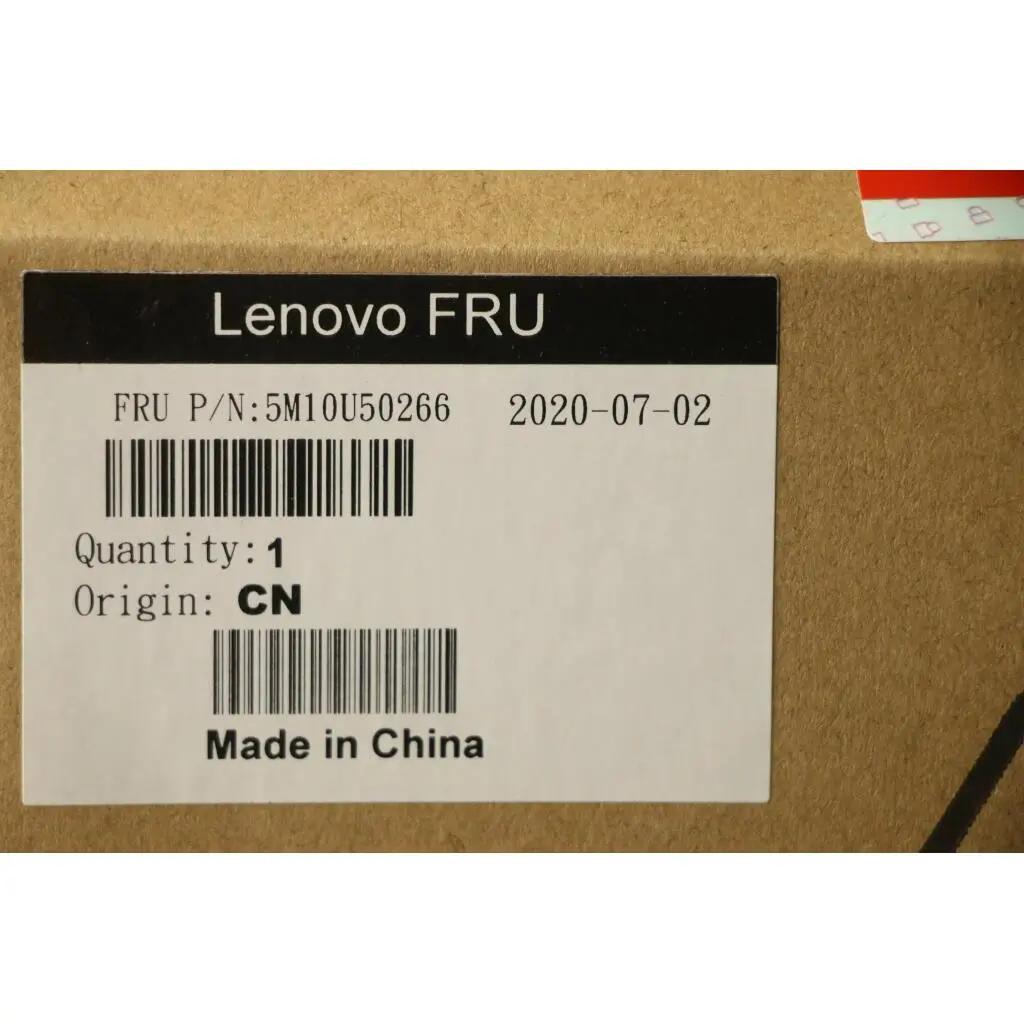 Lenovo FRU
FRU P/N:5M10U50266 2020-07-02
Quantity:1
Origin: CN
Made in China